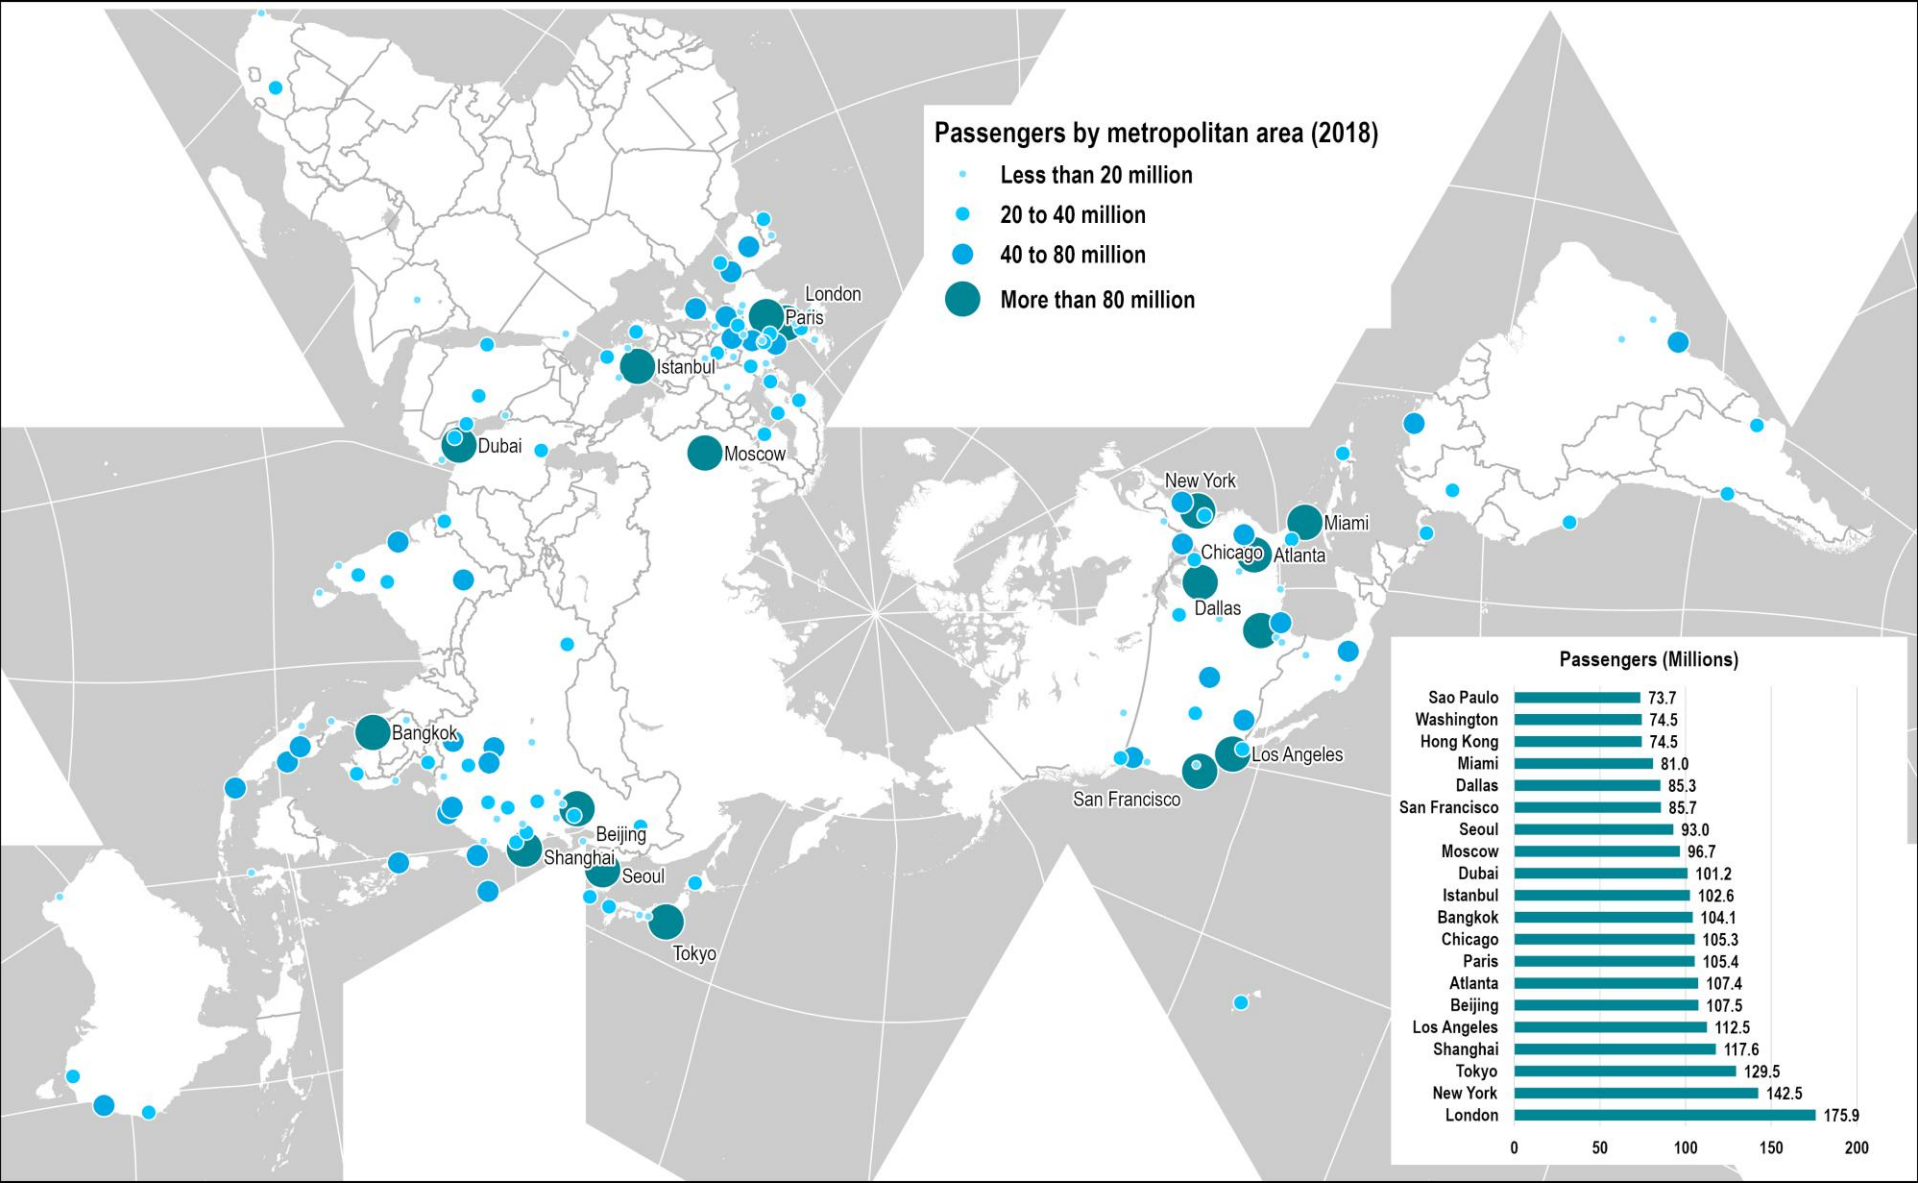 Passengers by metropolitan area (2018)
Less than 20 million
20 to 40 million
40 to 80 million
More than 80 million
London
Paris
Istanbul
Dubai
Moscow
New York
Miami
Chicago
Atlanta
Dallas
Los Angeles
San Francisco
Bangkok
Beijing
Shanghai
Seoul
Tokyo
Passengers (Millions)
Sao Paulo 73.7
Washington 74.5
Hong Kong 74.5
Miami 81.0
Dallas 85.3
San Francisco 85.7
Seoul 93.0
Moscow 96.7
Dubai 101.2
Istanbul 102.6
Bangkok 104.1
Chicago 105.3
Paris 105.4
Atlanta 107.4
Beijing 107.5
Los Angeles 112.5
Shanghai 117.6
Tokyo 129.5
New York 142.5
London 175.9
0 50 100 150 200